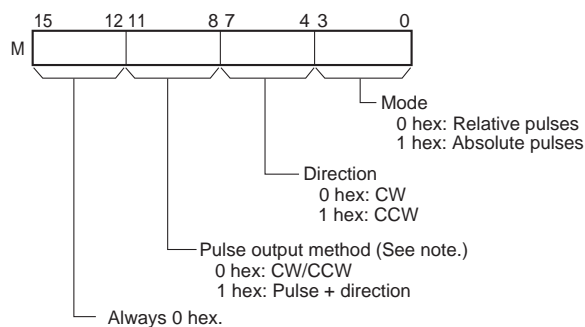 15 12 11 8 7 4 3 0
M
Mode
0 hex: Relative pulses
1 hex: Absolute pulses
Direction
0 hex: CW
1 hex: CCW
Pulse output method (See note.)
0 hex: CW/CCW
1 hex: Pulse + direction
Always 0 hex.